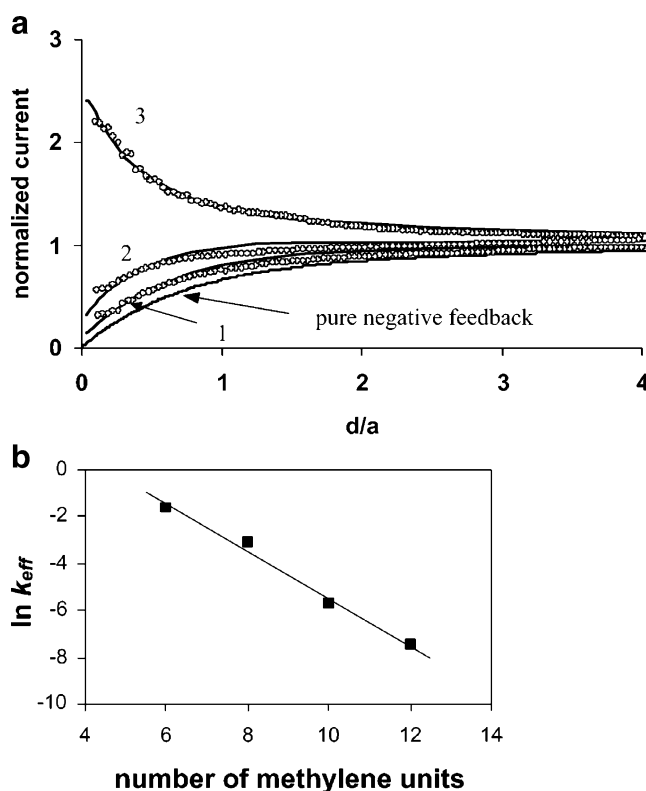 a
3
2
1
0
normalized current
3
2
1
pure negative feedback
0 1 2 3 4
d/a
b
0
-2
-4
-6
-8
-10
ln keff
4 6 8 10 12 14
number of methylene units